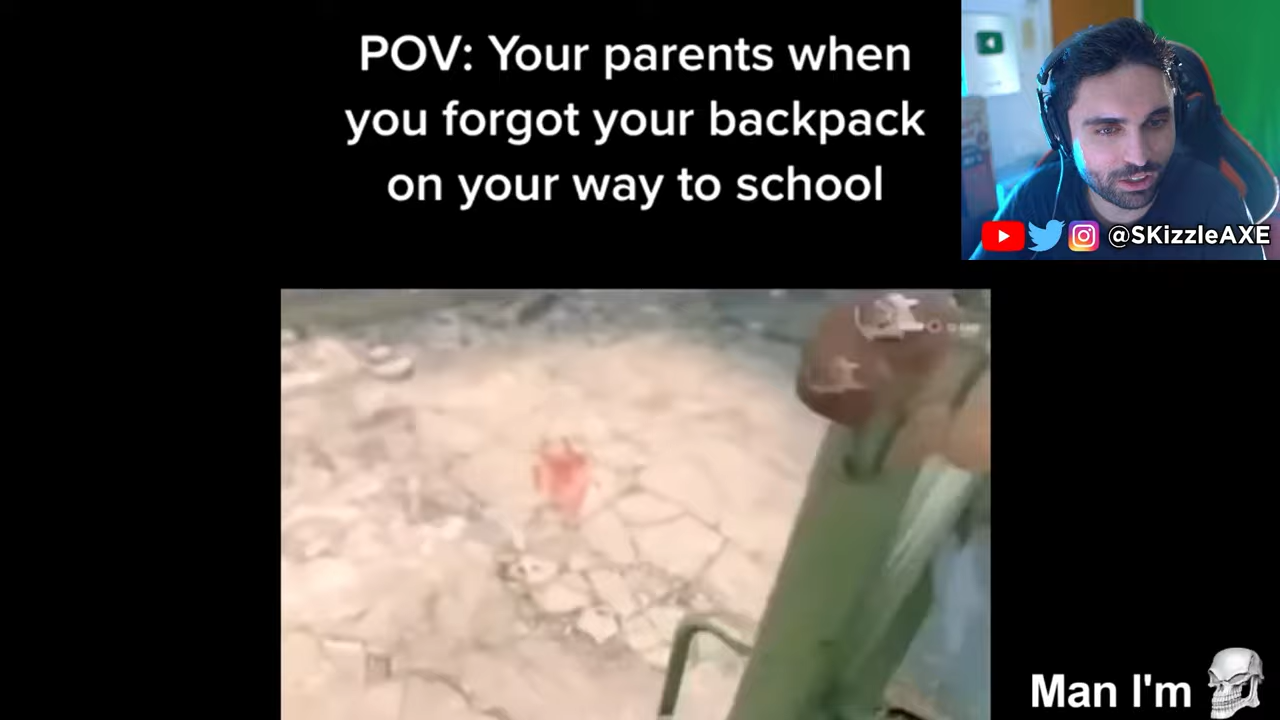 POV: Your parents when
you forgot your backpack
on your way to school
@SKizzleAXE
Man I'm